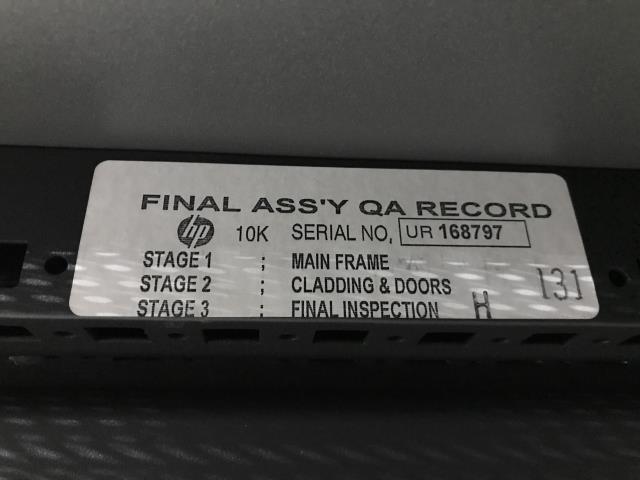 FINAL ASS'Y QA RECORD
hp 10K SERIAL NO, UR 168797
STAGE 1 ; MAIN FRAME
STAGE 2 ; CLADDING & DOORS
STAGE 3 ; FINAL INSPECTION H [3]